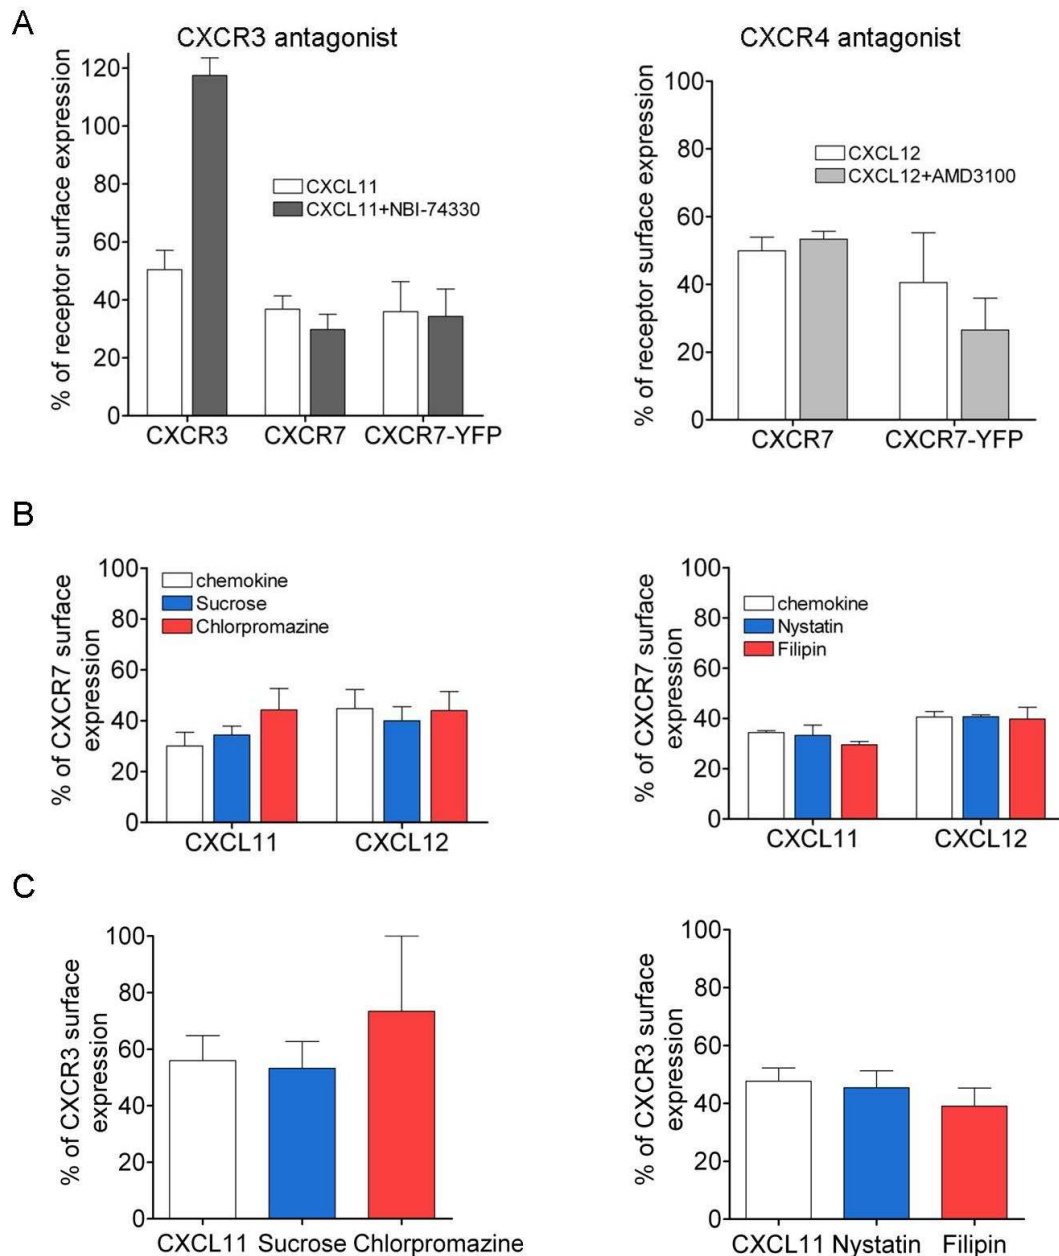 A
CXCR3 antagonist
% of receptor surface expression
120
100
80
60
40
20
0
CXCL11
CXCL11+NBI-74330
CXCR3 CXCR7 CXCR7-YFP
CXCR4 antagonist
% of receptor surface expression
100
80
60
40
20
0
CXCL12
CXCL12+AMD3100
CXCR7 CXCR7-YFP
B
% of CXCR7 surface
expression
100
80
60
40
20
0
chemokine
Sucrose
Chlorpromazine
CXCL11 CXCL12
% of CXCR7 surface
expression
100
80
60
40
20
0
chemokine
Nystatin
Filipin
CXCL11 CXCL12
C
% of CXCR3 surface
expression
100
80
60
40
20
0
CXCL11 Sucrose Chlorpromazine
% of CXCR3 surface
expression
100
80
60
40
20
0
CXCL11 Nystatin Filipin